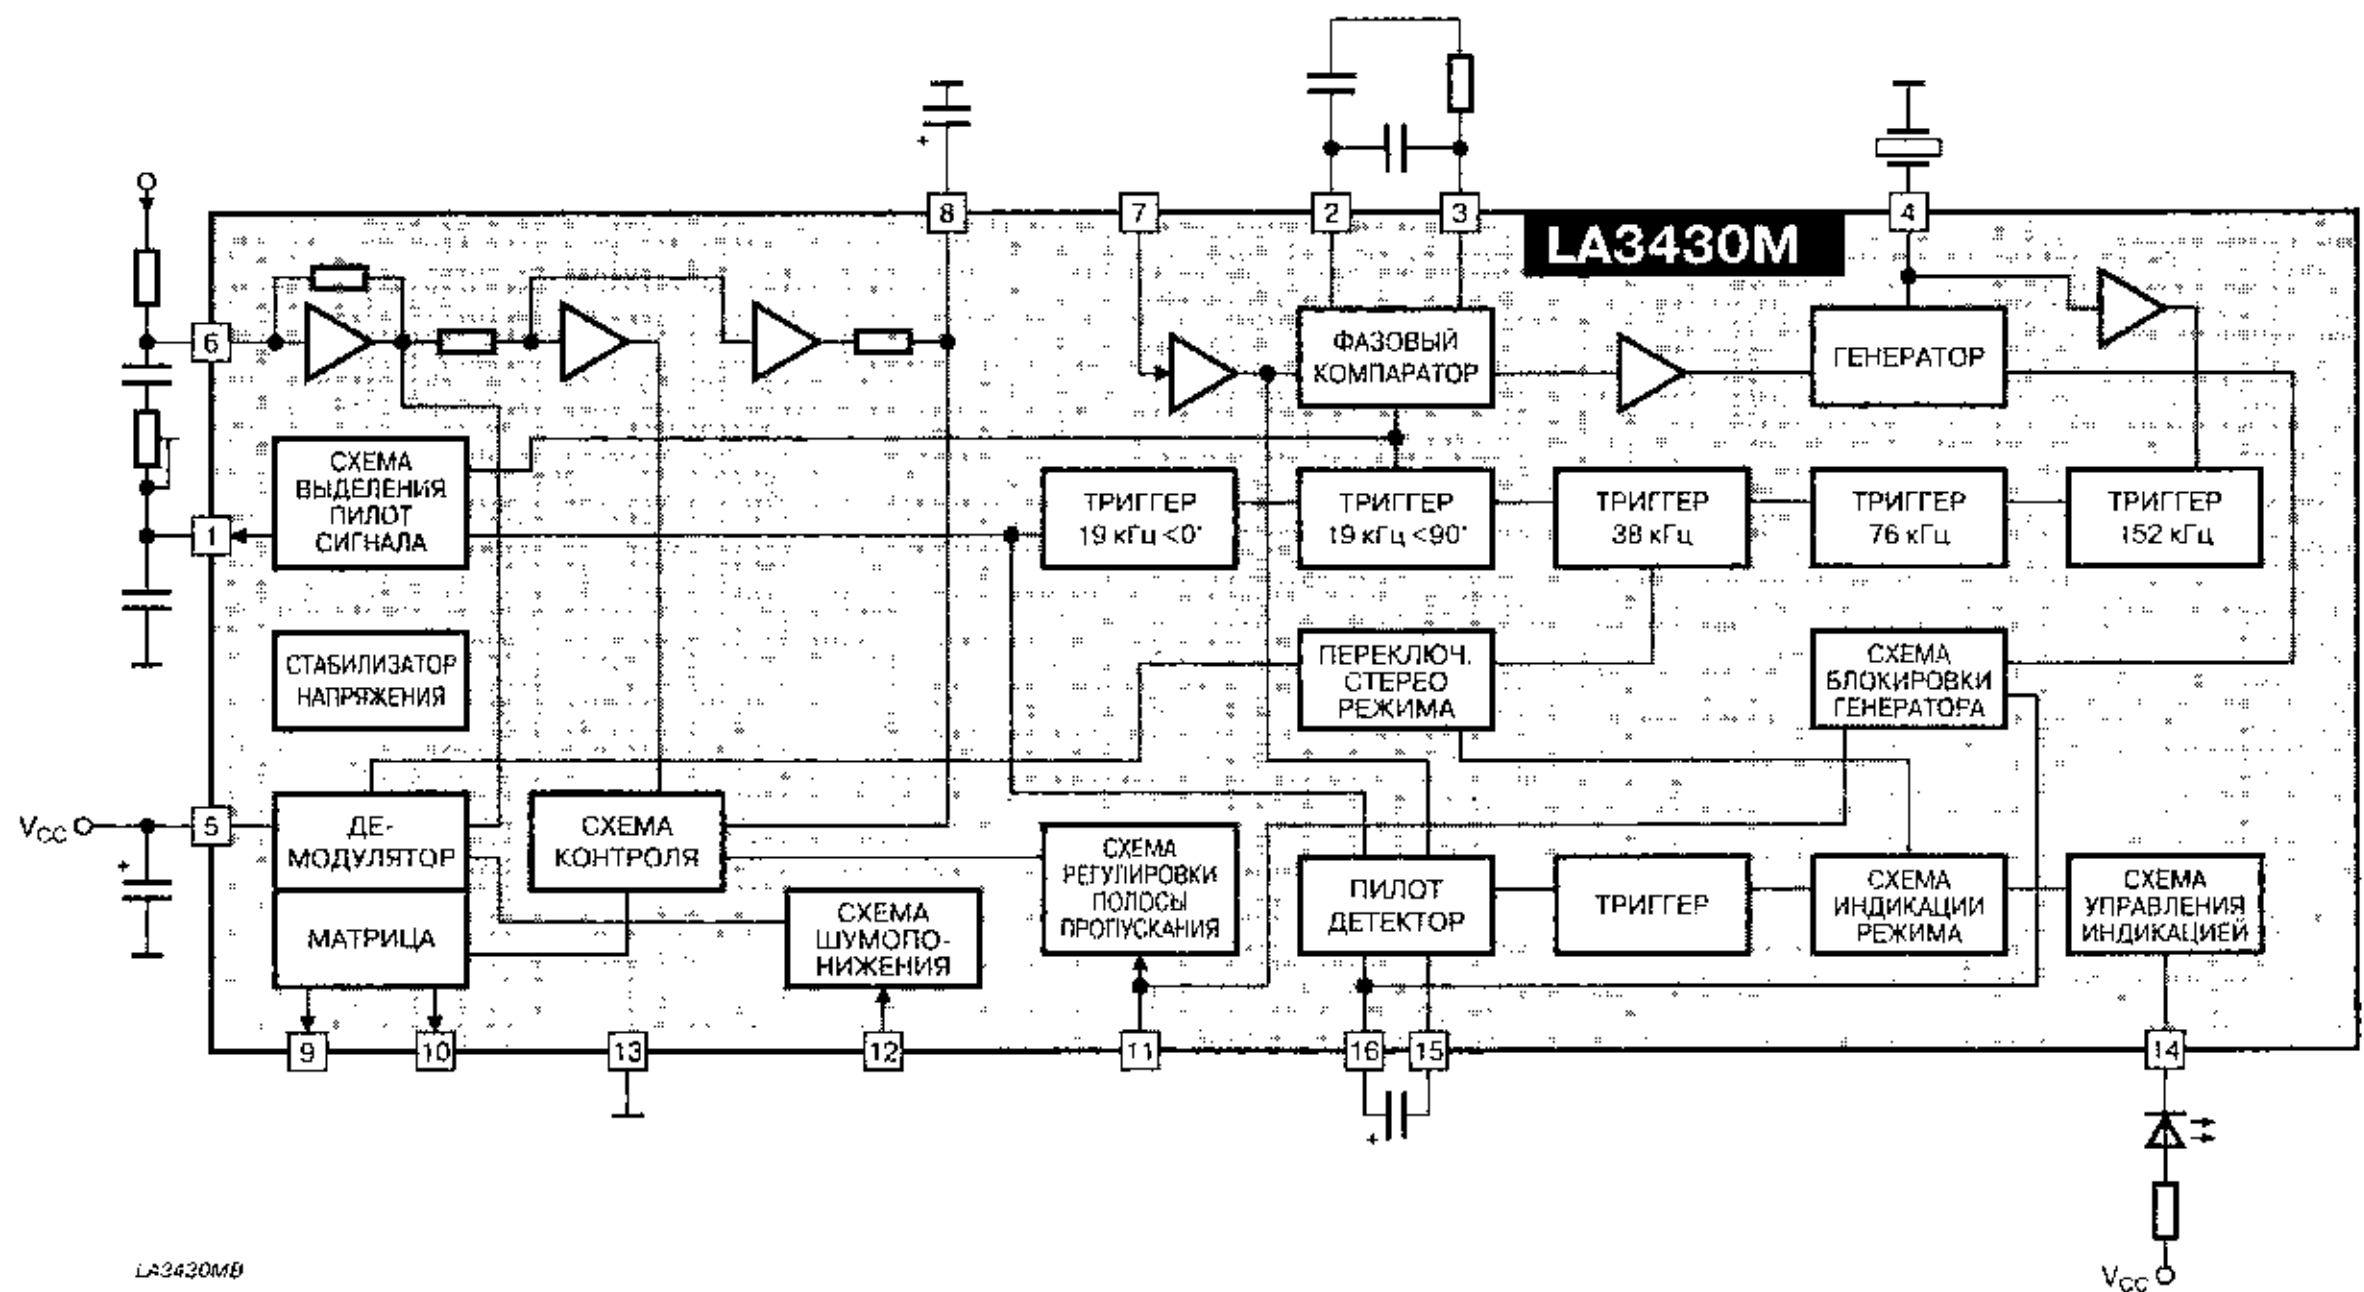 8
7
2
3
4
LA3430M
6
ФАЗОВЫЙ
КОМПАРАТОР
ГЕНЕРАТОР
СХЕМА
ВЫДЕЛЕНИЯ
ПИЛОТ
СИГНАЛА
1
ТРИГГЕР
19 кГц <0°
ТРИГГЕР
19 кГц <90°
ТРИГГЕР
38 кГц
ТРИГГЕР
76 кГц
ТРИГГЕР
152 кГц
СТАБИЛИЗАТОР
НАПРЯЖЕНИЯ
ПЕРЕКЛЮЧ.
СТЕРЕО
РЕЖИМА
СХЕМА
БЛОКИРОВКИ
ГЕНЕРАТОРА
VCC
5
+
+
ДЕ-
МОДУЛЯТОР
МАТРИЦА
СХЕМА
КОНТРОЛЯ
СХЕМА
ШУМОПО-
НИЖЕНИЯ
СХЕМА
РЕГУЛИРОВКИ
ПОЛОСЫ
ПРОПУСКАНИЯ
ПИЛОТ
ДЕТЕКТОР
ТРИГГЕР
СХЕМА
ИНДИКАЦИИ
РЕЖИМА
СХЕМА
УПРАВЛЕНИЯ
ИНДИКАЦИЕЙ
9
10
13
12
11
16
15
14
+
LA3430MB
VCC